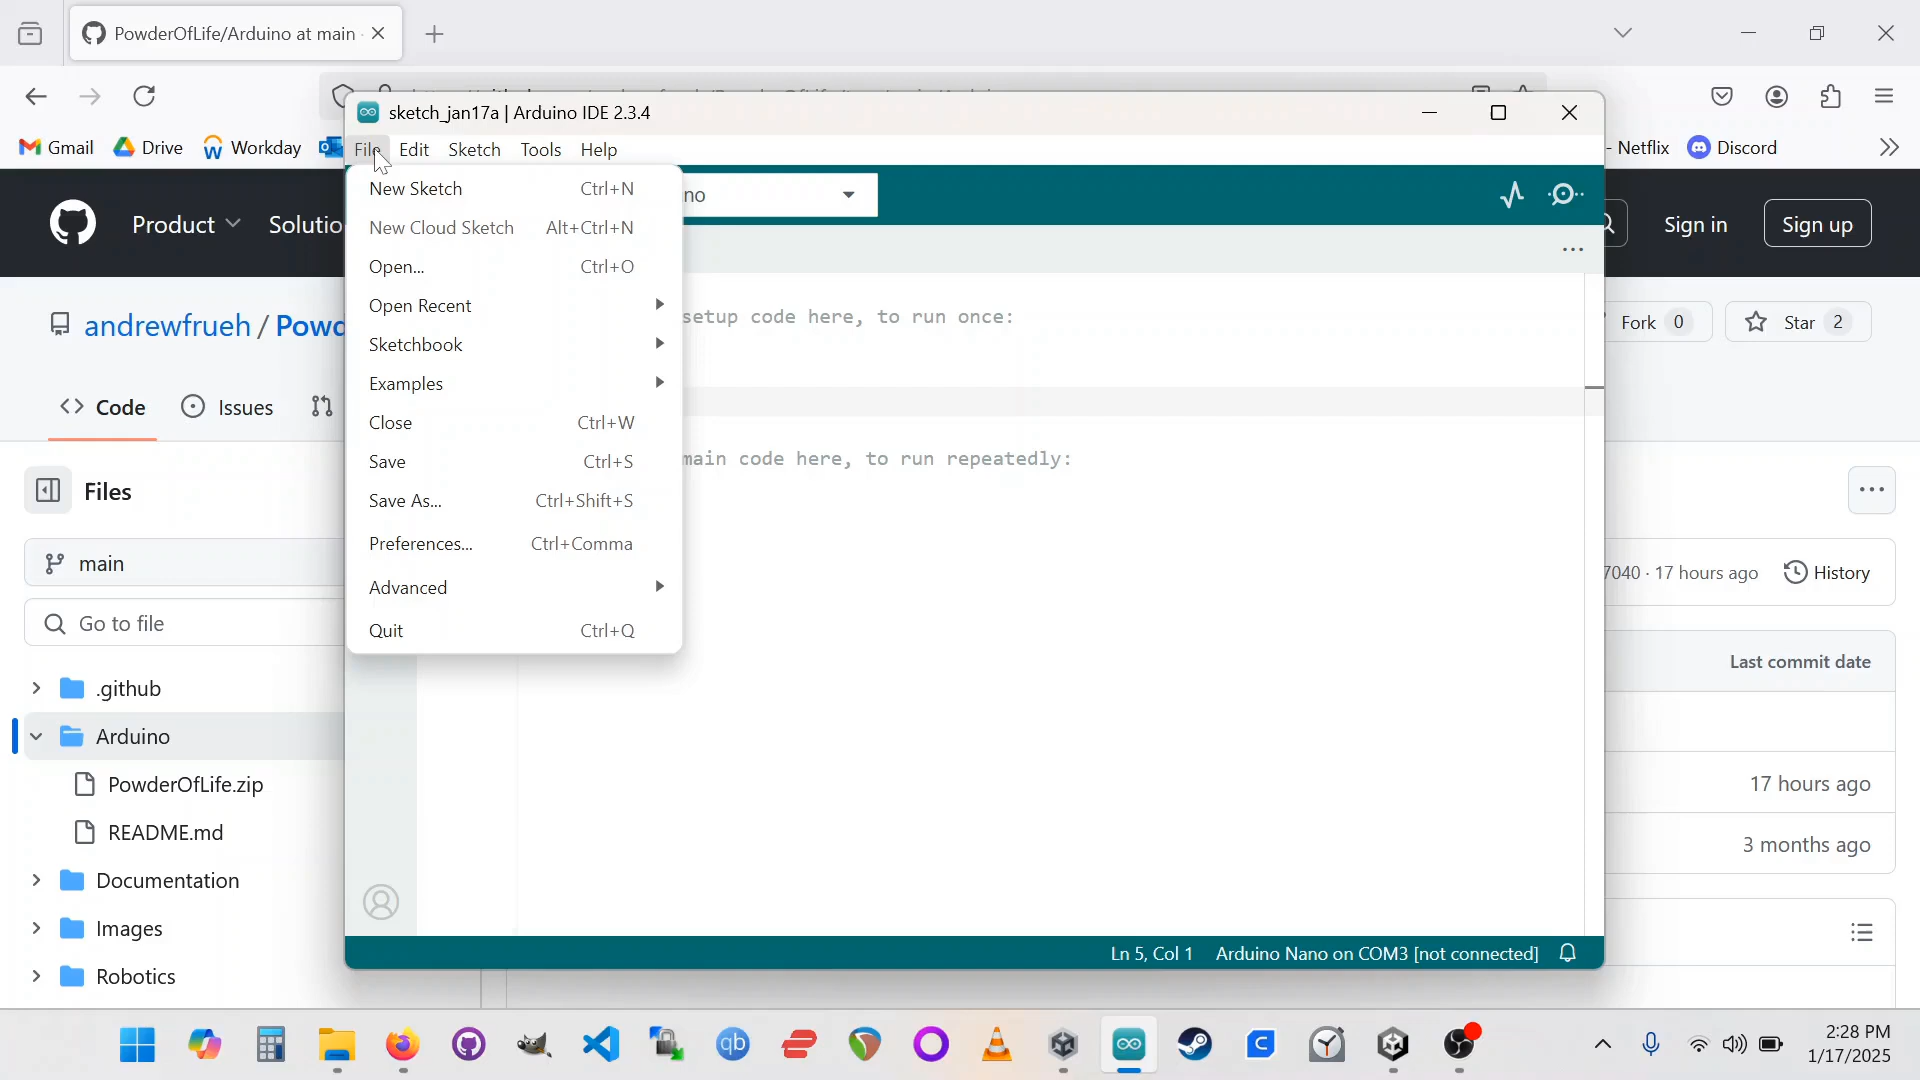 PowderOfLife/Arduino at main
Gmail Drive Workday
- Netflix Discord
sketch_jan17a | Arduino IDE 2.3.4
File Edit Sketch Tools Help
New Sketch Ctrl+N
New Cloud Sketch Alt+Ctrl+N
Open... Ctrl+O
Open Recent
Sketchbook
Examples
Close Ctrl+W
Save Ctrl+S
Save As... Ctrl+Shift+S
Preferences... Ctrl+Comma
Advanced
Quit Ctrl+Q
no
setup code here, to run once:
main code here, to run repeatedly:
Ln 5, Col 1 Arduino Nano on COM3 [not connected]
Product Solutio
Sign in Sign up
andrewfrueh / Powd
Fork 0 Star 2
Code Issues
Files
main
7040 · 17 hours ago History
Go to file
Last commit date
.github
Arduino
PowderOfLife.zip
17 hours ago
README.md
3 months ago
Documentation
Images
Robotics
qb
C
2:28 PM
1/17/2025